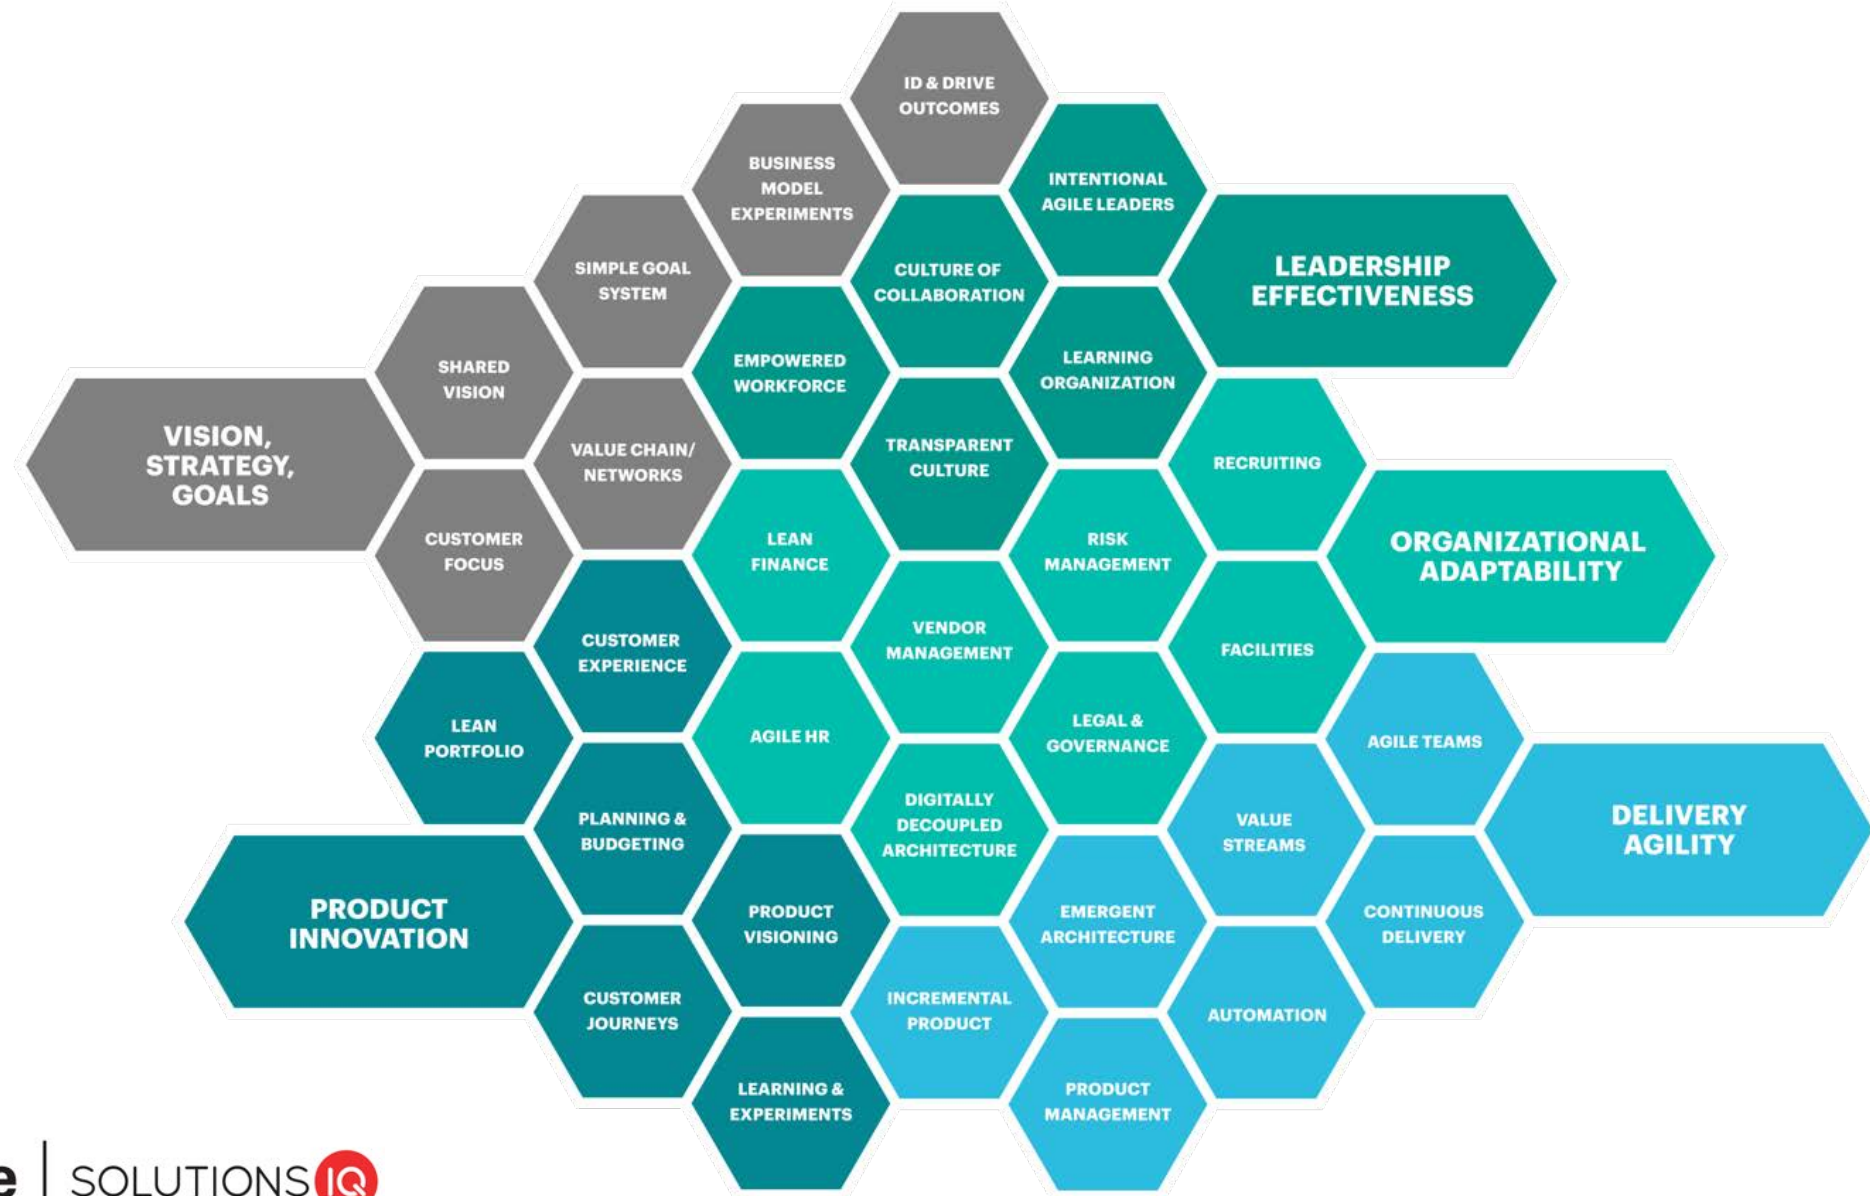 ID & DRIVE
OUTCOMES
BUSINESS
MODEL
EXPERIMENTS
INTENTIONAL
AGILE LEADERS
SIMPLE GOAL
SYSTEM
CULTURE OF
COLLABORATION
LEADERSHIP
EFFECTIVENESS
SHARED
VISION
EMPOWERED
WORKFORCE
LEARNING
ORGANIZATION
VISION,
STRATEGY,
GOALS
VALUE CHAIN/
NETWORKS
TRANSPARENT
CULTURE
RECRUITING
CUSTOMER
FOCUS
LEAN
FINANCE
RISK
MANAGEMENT
ORGANIZATIONAL
ADAPTABILITY
CUSTOMER
EXPERIENCE
VENDOR
MANAGEMENT
FACILITIES
LEAN
PORTFOLIO
AGILE HR
LEGAL &
GOVERNANCE
AGILE TEAMS
PLANNING &
BUDGETING
DIGITALLY
DECOUPLED
ARCHITECTURE
VALUE
STREAMS
DELIVERY
AGILITY
PRODUCT
INNOVATION
PRODUCT
VISIONING
EMERGENT
ARCHITECTURE
CONTINUOUS
DELIVERY
CUSTOMER
JOURNEYS
INCREMENTAL
PRODUCT
AUTOMATION
LEARNING &
EXPERIMENTS
PRODUCT
MANAGEMENT
e | SOLUTIONS IQ